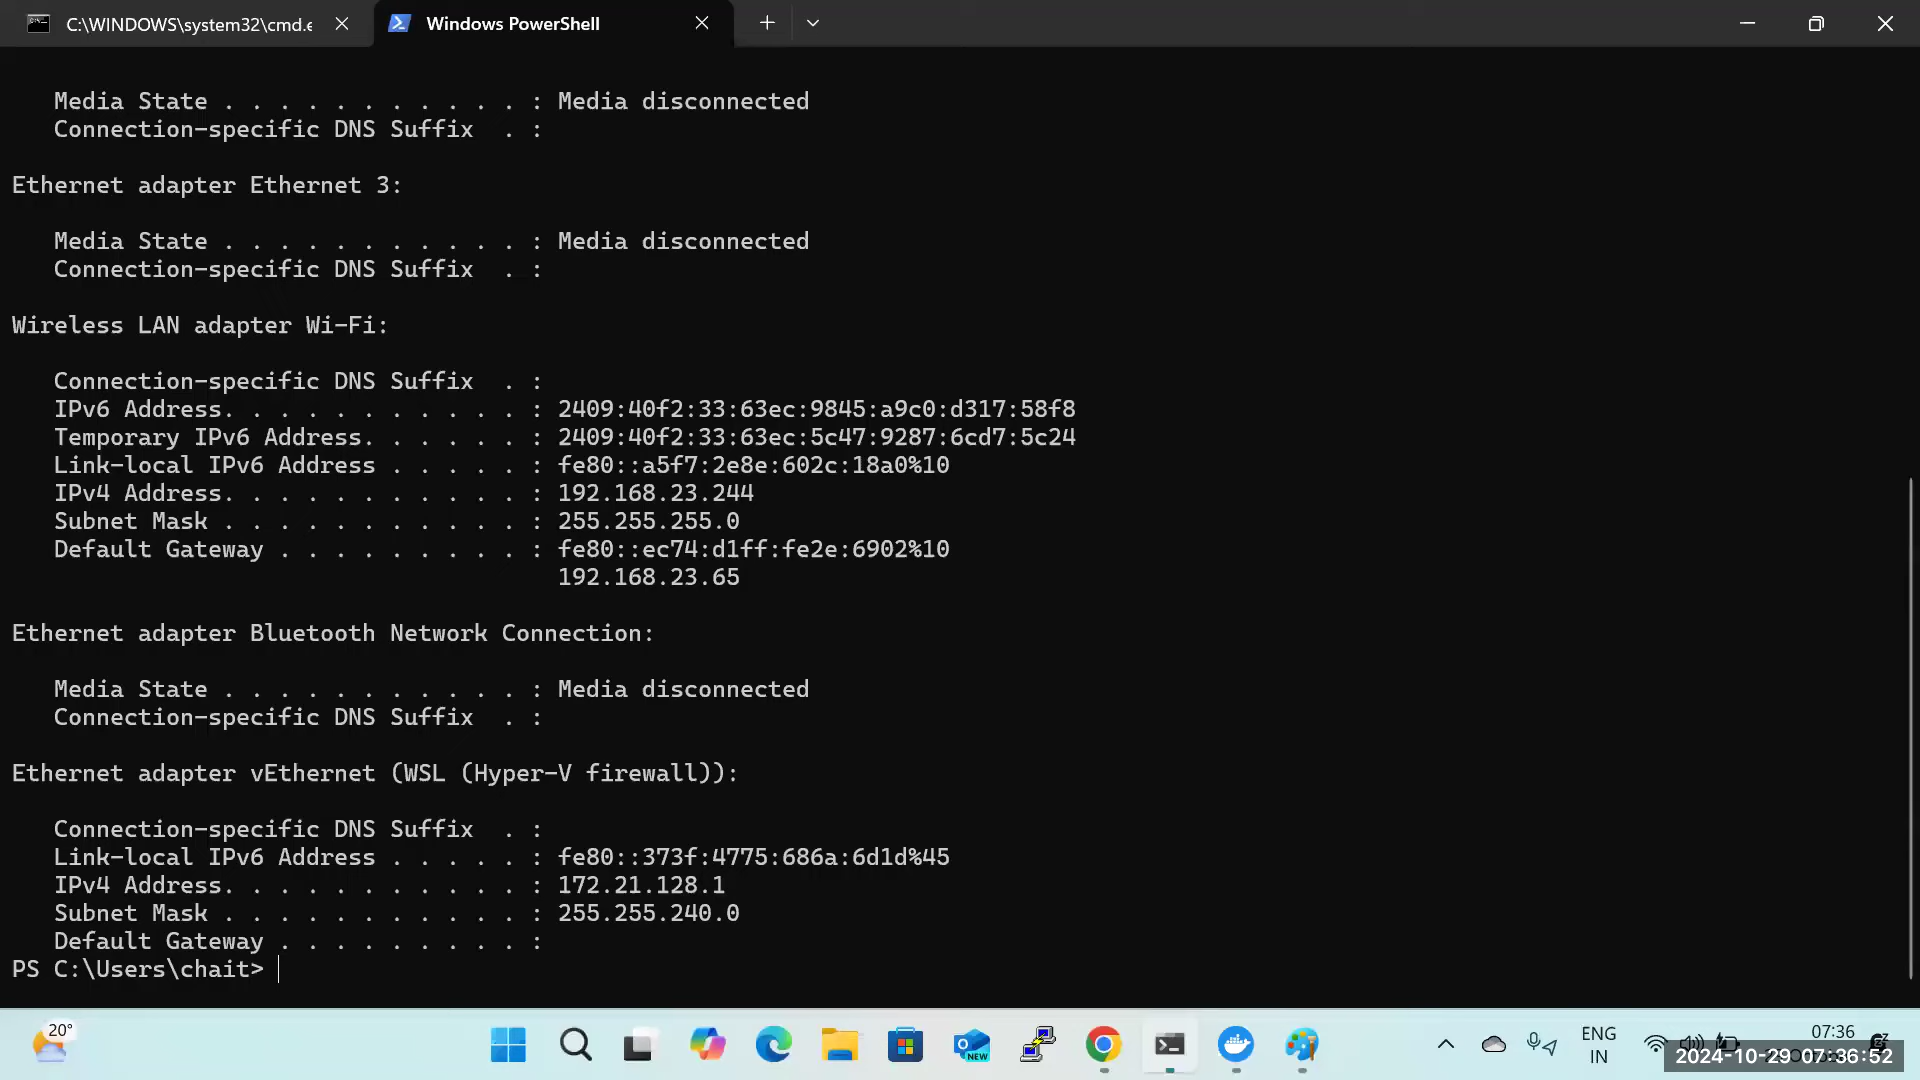 C:\WINDOWS\system32\cmd.e
Windows PowerShell
Media State . . . . . . . . . . . : Media disconnected
Connection-specific DNS Suffix  . :
Ethernet adapter Ethernet 3:
Media State . . . . . . . . . . . : Media disconnected
Connection-specific DNS Suffix  . :
Wireless LAN adapter Wi-Fi:
Connection-specific DNS Suffix  . :
IPv6 Address. . . . . . . . . . . : 2409:40f2:33:63ec:9845:a9c0:d317:58f8
Temporary IPv6 Address. . . . . . : 2409:40f2:33:63ec:5c47:9287:6cd7:5c24
Link-local IPv6 Address . . . . . : fe80::a5f7:2e8e:602c:18a0%10
IPv4 Address. . . . . . . . . . . : 192.168.23.244
Subnet Mask . . . . . . . . . . . : 255.255.255.0
Default Gateway . . . . . . . . . : fe80::ec74:d1ff:fe2e:6902%10
192.168.23.65
Ethernet adapter Bluetooth Network Connection:
Media State . . . . . . . . . . . : Media disconnected
Connection-specific DNS Suffix  . :
Ethernet adapter vEthernet (WSL (Hyper-V firewall)):
Connection-specific DNS Suffix  . :
Link-local IPv6 Address . . . . . : fe80::373f:4775:686a:6d1d%45
IPv4 Address. . . . . . . . . . . : 172.21.128.1
Subnet Mask . . . . . . . . . . . : 255.255.240.0
Default Gateway . . . . . . . . . :
PS C:\Users\chait>
20°
NEW
ENG
IN
07:36
2024-10-29 07:36:52